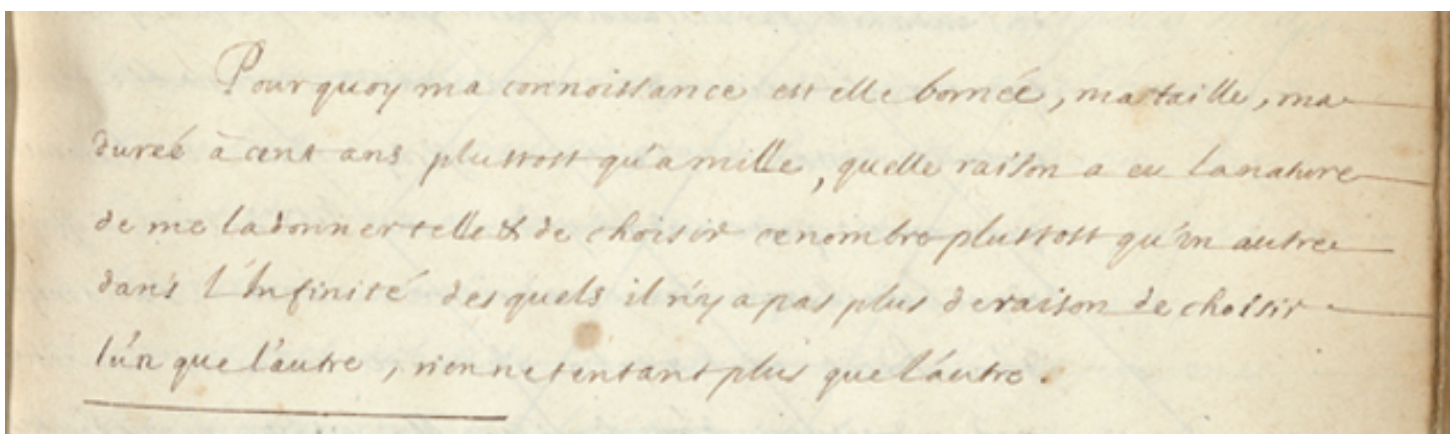 Pourquoy ma connoissance est elle bornéé, ma taille, ma
dureé à cent ans plustost qu'a mille, quelle raison a eu la nature
de me la donner telle & de choisir ce nombre plustost qu'un autre
dans l'Infinité desquels il n'y a pas plus de raison de choisir
l'un que l'autre, rien ne tentant plus que l'autre.